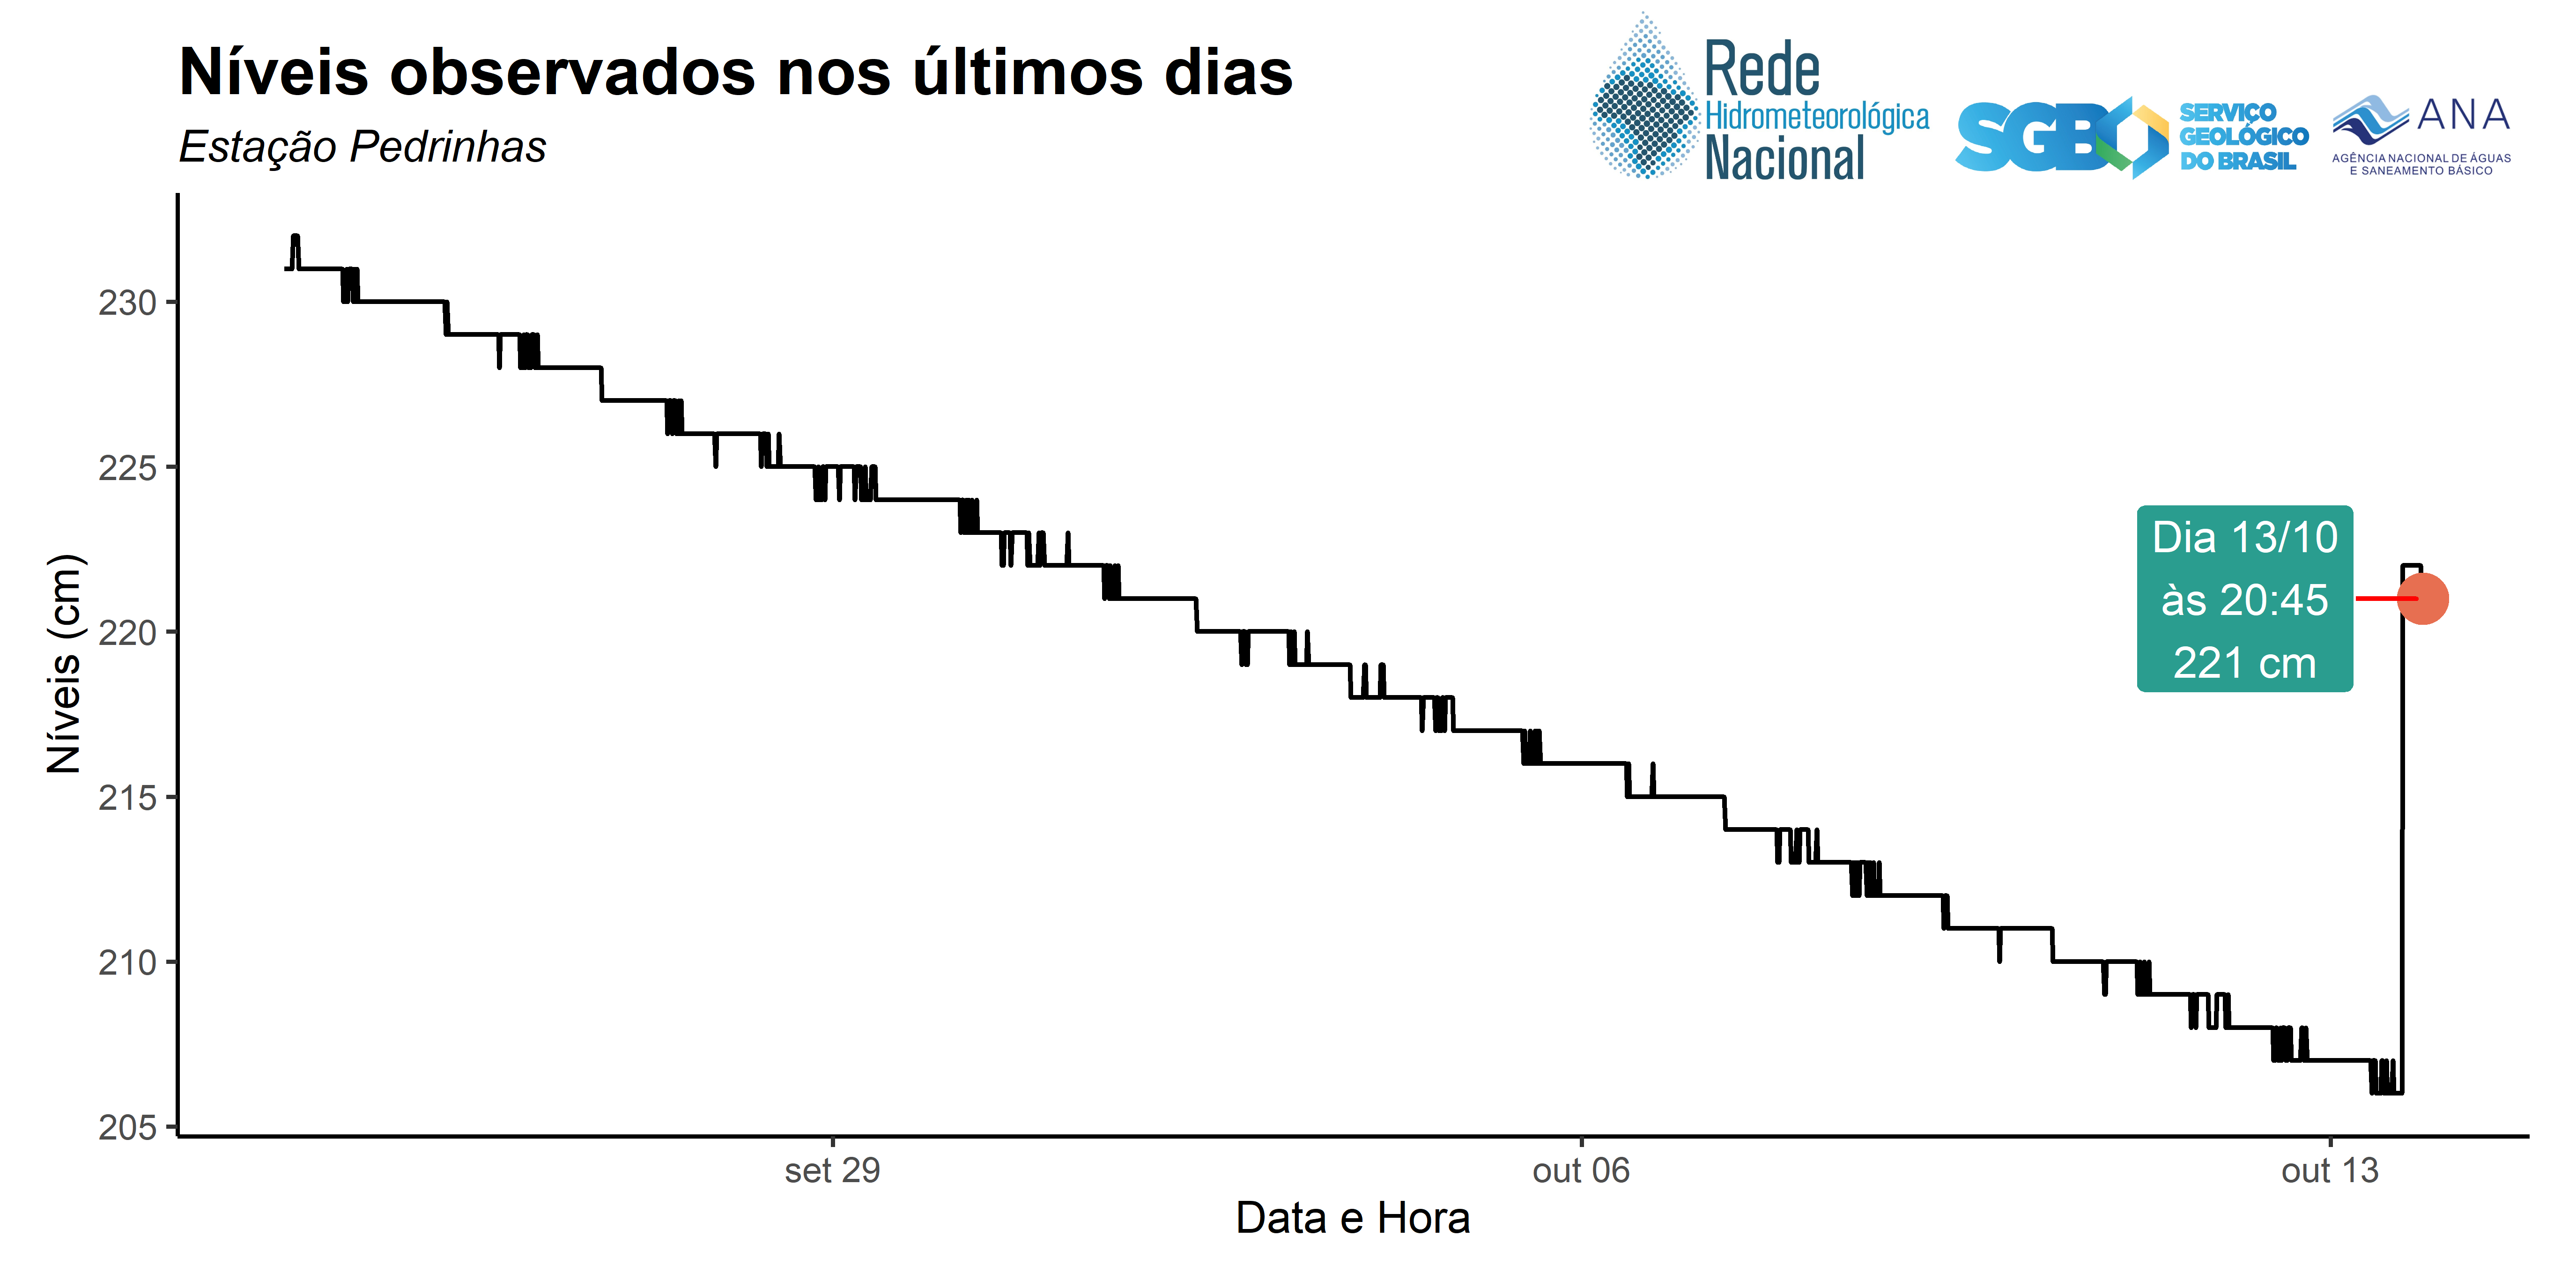 Níveis observados nos últimos dias
Estação Pedrinhas
Rede
Hidrometeorológica
Nacional
SGB
SERVIÇO
GEOLÓGICO
DO BRASIL
ANA
AGÊNCIA NACIONAL DE ÁGUAS
E SANEAMENTO BÁSICO
Níveis (cm)
230
225
220
215
210
205
Dia 13/10
às 20:45
221 cm
set 29
out 06
out 13
Data e Hora